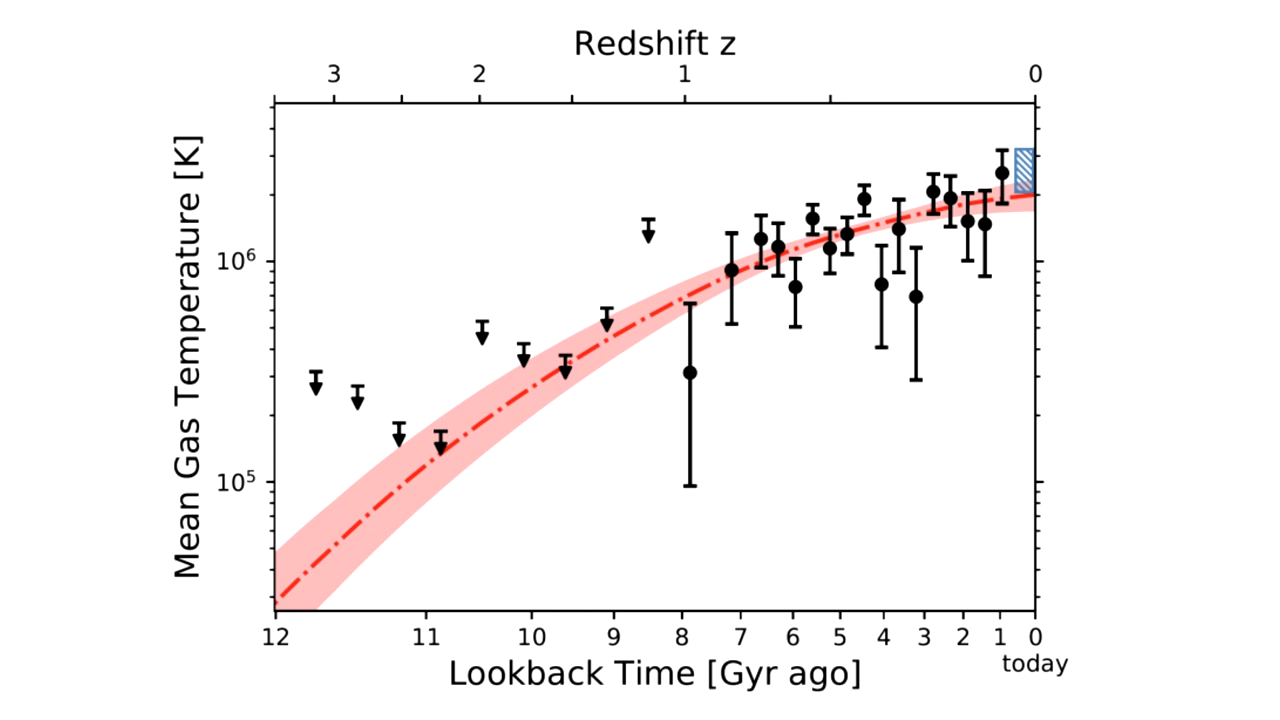 Redshift z
3 2 1 0
Mean Gas Temperature [K]
10⁶
10⁵
12 11 10 9 8 7 6 5 4 3 2 1 0
today
Lookback Time [Gyr ago]